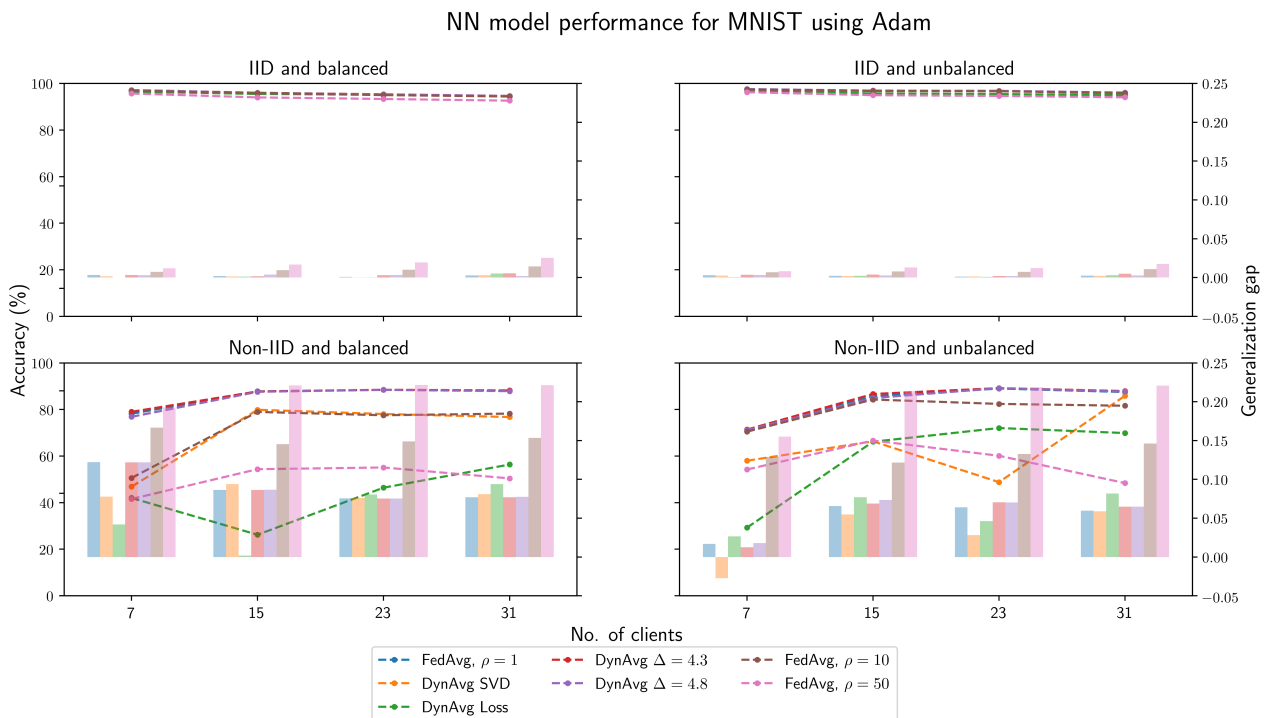 NN model performance for MNIST using Adam
IID and balanced
IID and unbalanced
100
80
60
40
20
0
0.25
0.20
0.15
0.10
0.05
0.00
−0.05
Accuracy (%)
Generalization gap
Non-IID and balanced
Non-IID and unbalanced
100
80
60
40
20
0
0.25
0.20
0.15
0.10
0.05
0.00
−0.05
7 15 23 31
7 15 23 31
No. of clients
FedAvg, ρ = 1
DynAvg SVD
DynAvg Loss
DynAvg Δ = 4.3
DynAvg Δ = 4.8
FedAvg, ρ = 10
FedAvg, ρ = 50